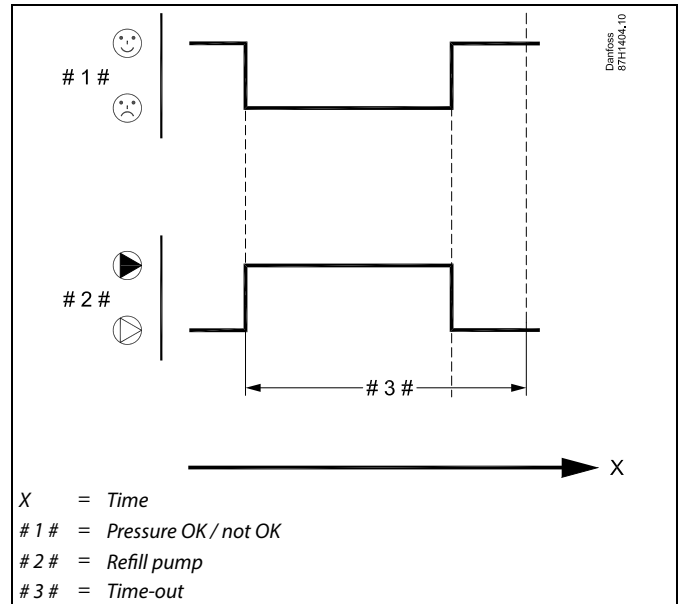 Danfoss
87H1404.10
# 1 #
# 2 #
# 3 #
X
X = Time
# 1 # = Pressure OK / not OK
# 2 # = Refill pump
# 3 # = Time-out